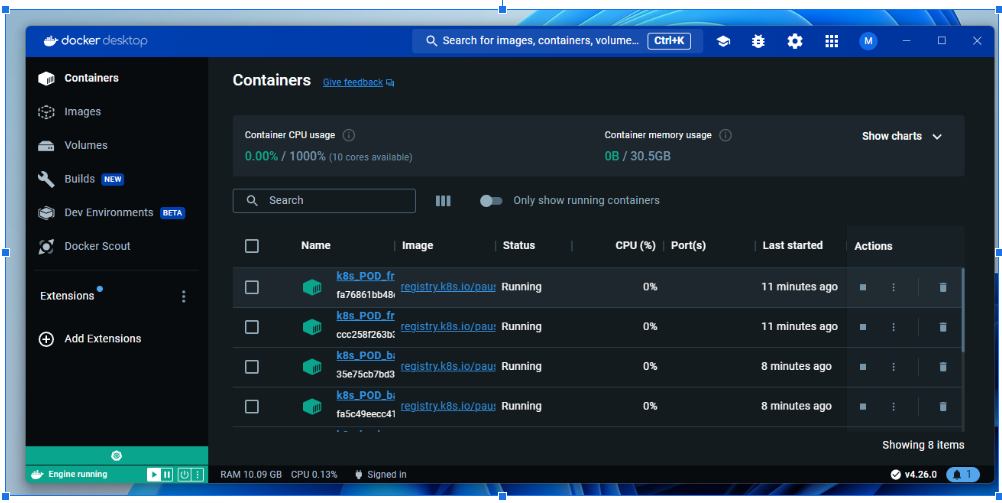 docker desktop
Search for images, containers, volume... Ctrl+K
M
Containers
Images
Volumes
Builds NEW
Dev Environments BETA
Docker Scout
Extensions
Add Extensions
Containers Give feedback
Container CPU usage
0.00% / 1000% (10 cores available)
Container memory usage
0B / 30.5GB
Show charts
Search
Only show running containers
Name Image Status CPU (%) Port(s) Last started Actions
k8s_POD_fr
fa76861bb48
registry.k8s.io/paus Running 0% 11 minutes ago
k8s_POD_fr
ccc258f263b
registry.k8s.io/paus Running 0% 11 minutes ago
k8s_POD_ba
35e75cb7bd3
registry.k8s.io/paus Running 0% 8 minutes ago
k8s_POD_ba
fa5c49eecc41
registry.k8s.io/paus Running 0% 8 minutes ago
Showing 8 items
Engine running
RAM 10.09 GB CPU 0.13% Signed in
v4.26.0
1